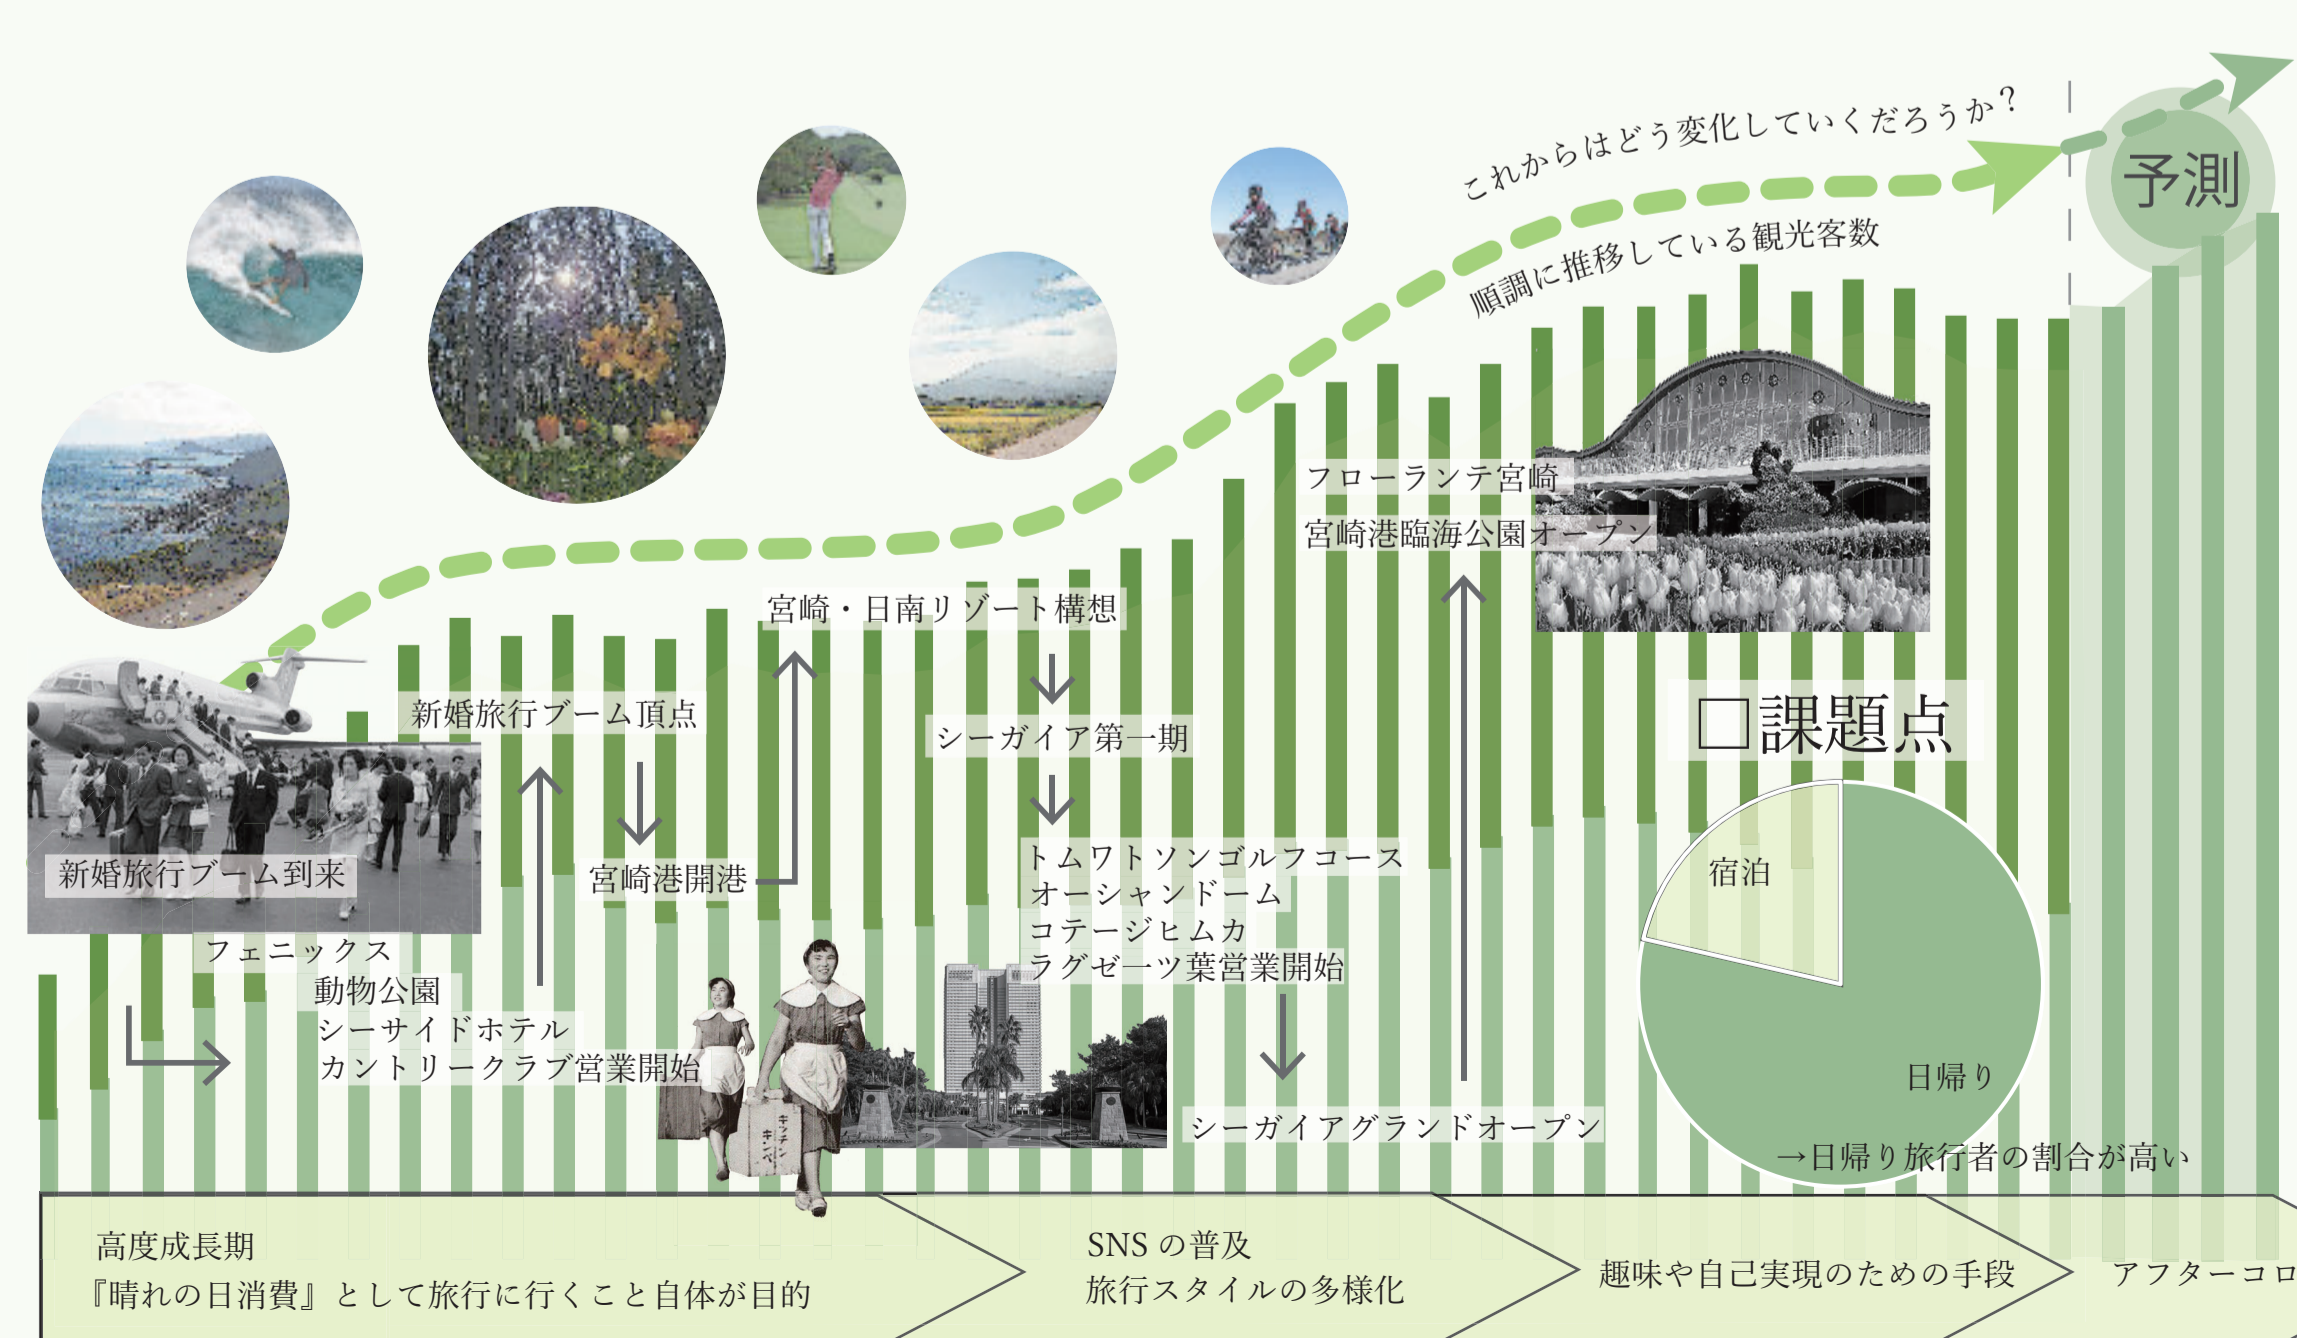 これからはどう変化していくだろうか？
予測
順調に推移している観光客数
フローランテ宮崎
宮崎港臨海公園オープン
宮崎・日南リゾート構想
新婚旅行ブーム頂点
シーガイア第一期
□課題点
新婚旅行ブーム到来
宮崎港開港
トムワトソンゴルフコース
オーシャンドーム
コテージヒムカ
ラグゼ一ツ葉営業開始
宿泊
フェニックス
動物公園
シーサイドホテル
カントリークラブ営業開始
日帰り
シーガイアグランドオープン
→日帰り旅行者の割合が高い
高度成長期
『晴れの日消費』として旅行に行くこと自体が目的
SNS の普及
旅行スタイルの多様化
趣味や自己実現のための手段
アフターコロ